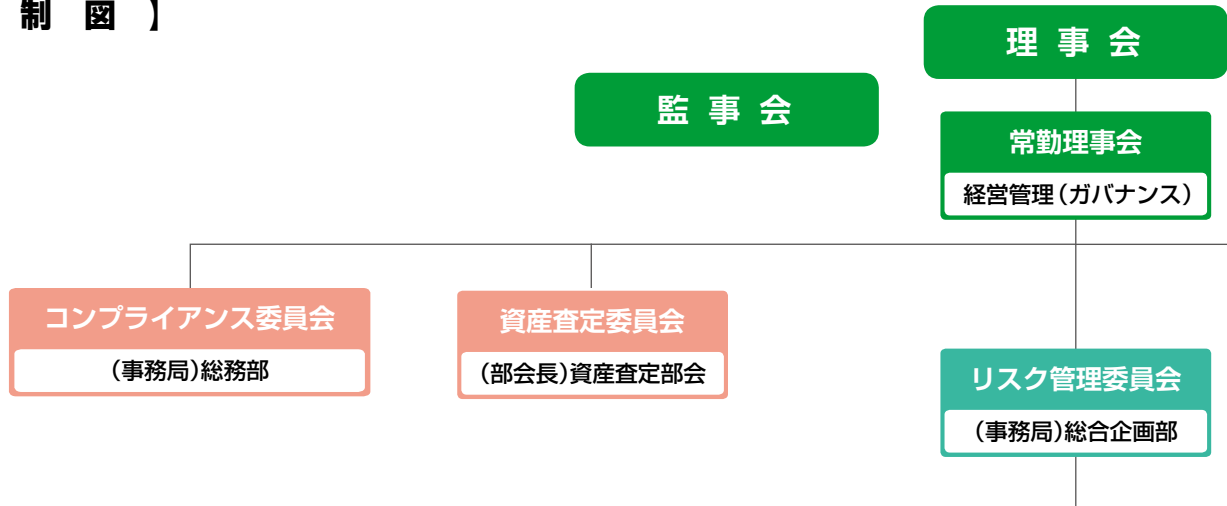 制 図 】
理 事 会
監 事 会
常勤理事会
経営管理(ガバナンス)
コンプライアンス委員会
(事務局)総務部
資産査定委員会
(部会長)資産査定部会
リスク管理委員会
(事務局)総合企画部